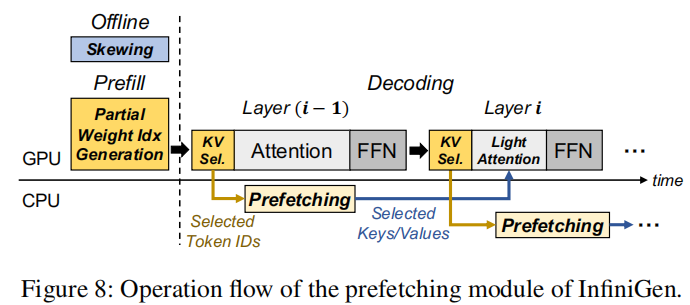 Offline
Skewing
Prefill
Decoding
Partial
Weight Idx
Generation
Layer (i − 1)
Layer i
GPU
KV
Sel.
Attention
FFN
KV
Sel.
Light
Attention
FFN
...
CPU
time
Selected
Token IDs
Prefetching
Selected
Keys/Values
Prefetching
...
Figure 8: Operation flow of the prefetching module of InfiniGen.